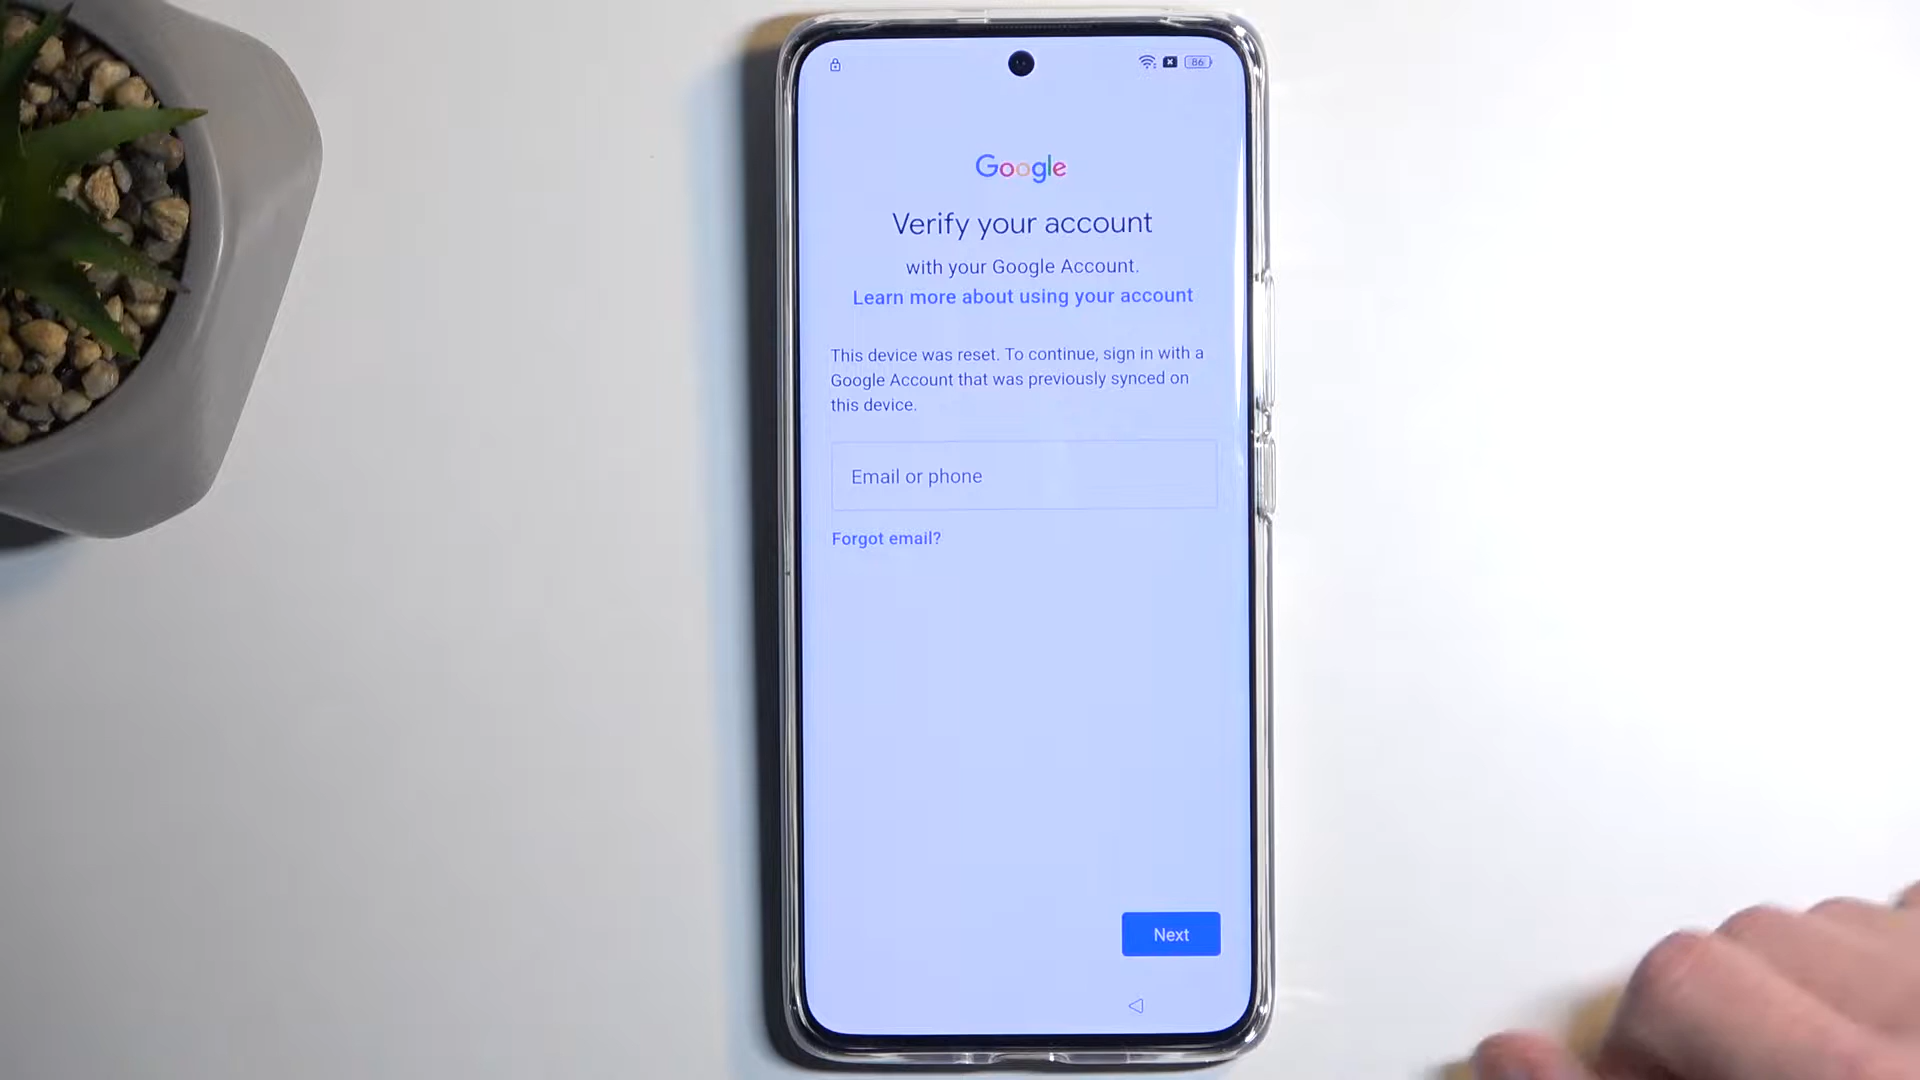 86
Google
Verify your account
with your Google Account.
Learn more about using your account
This device was reset. To continue, sign in with a
Google Account that was previously synced on
this device.
Email or phone
Forgot email?
Next